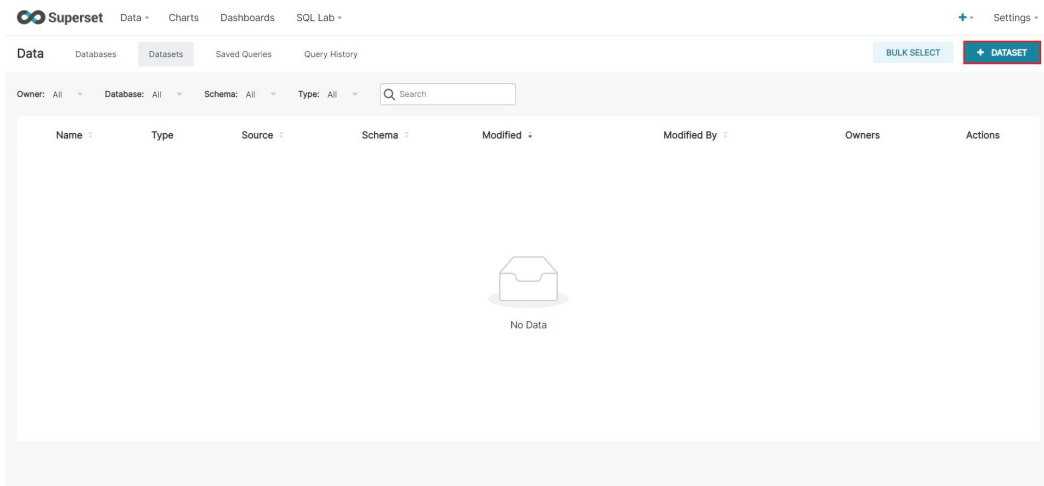 Superset Data Charts Dashboards SQL Lab + Settings
Data Databases Datasets Saved Queries Query History BULK SELECT + DATASET
Owner: All Database: All Schema: All Type: All Search
Name Type Source Schema Modified Modified By Owners Actions
No Data